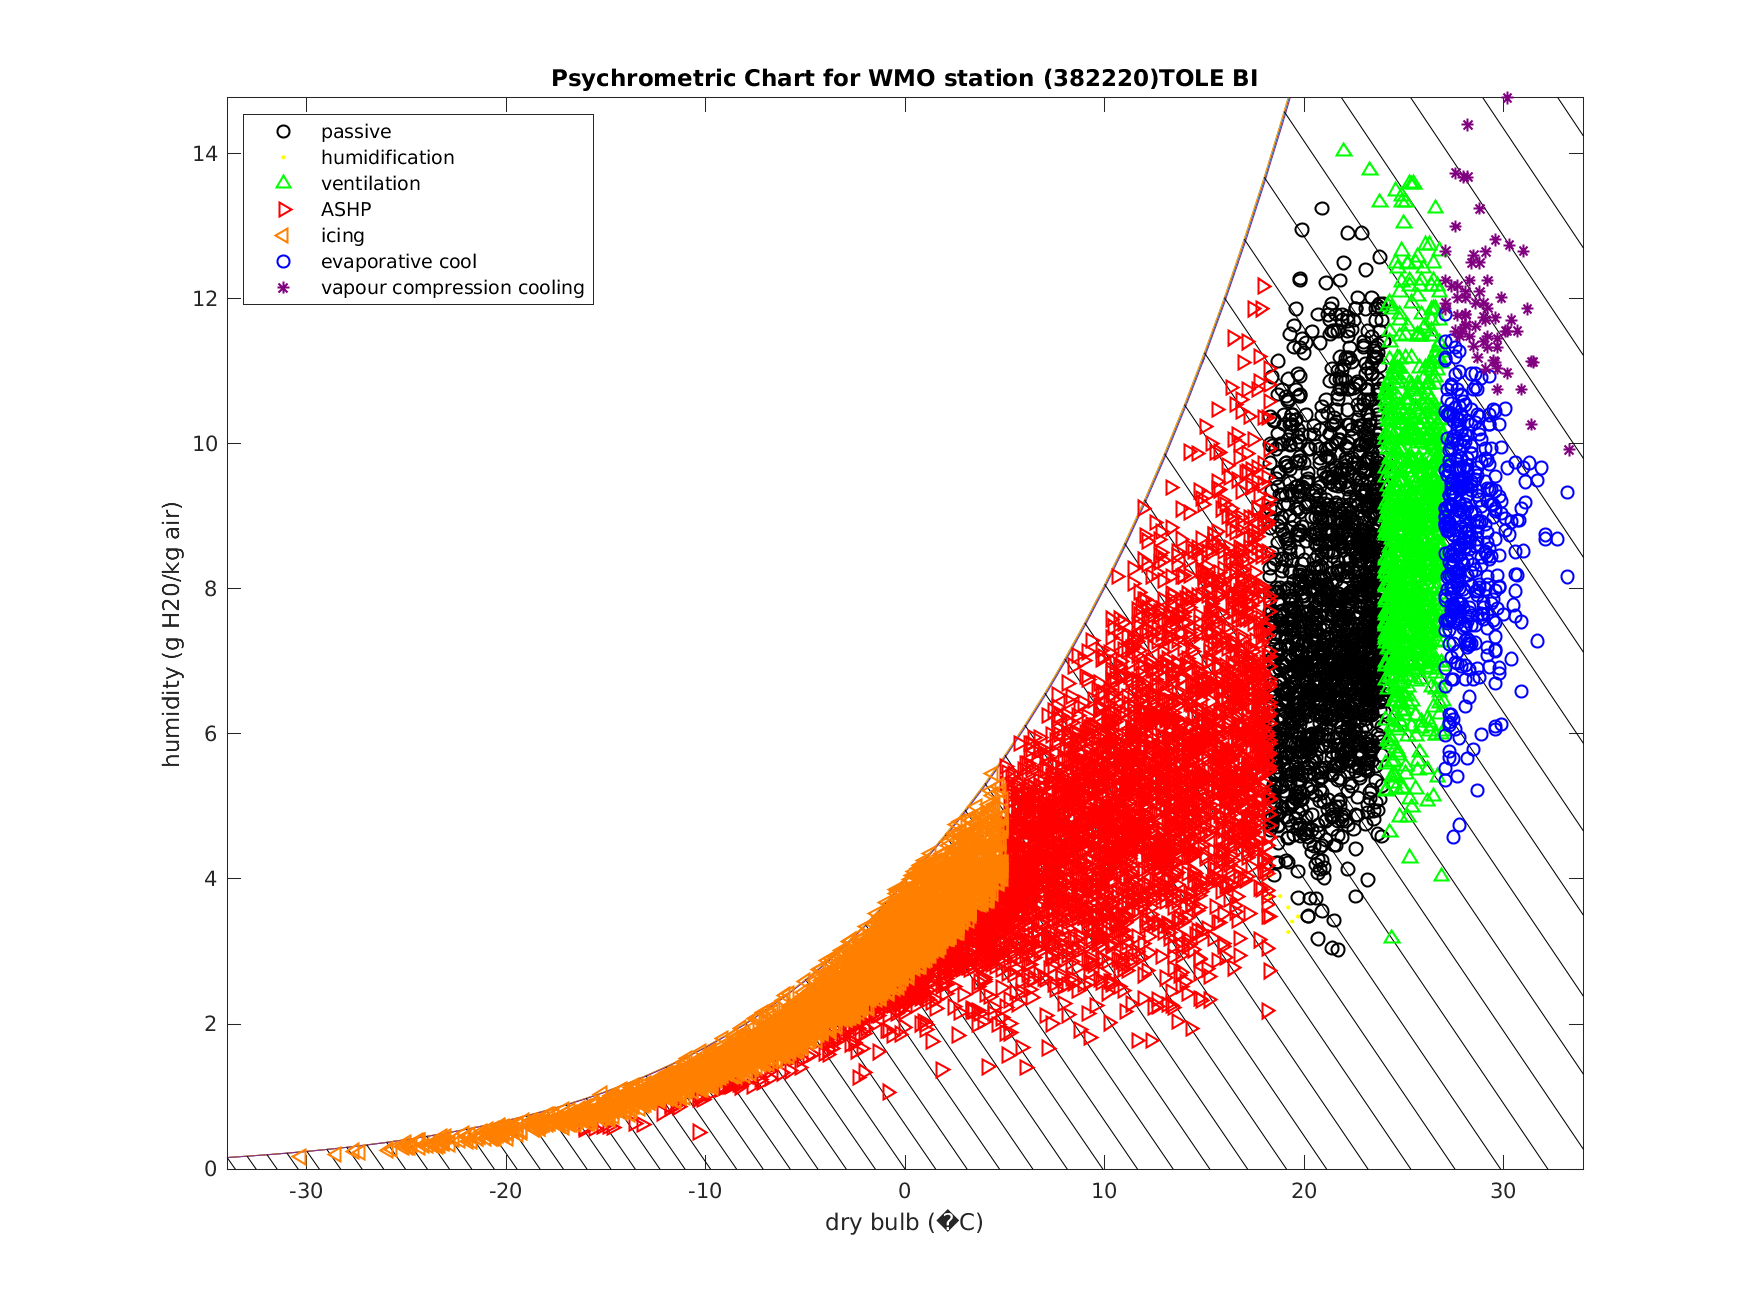 Psychrometric Chart for WMO station (382220)TOLE BI
passive
humidification
ventilation
ASHP
icing
evaporative cool
vapour compression cooling
humidity (g H20/kg air)
14
12
10
8
6
4
2
0
-30 -20 -10 0 10 20 30
dry bulb (�C)